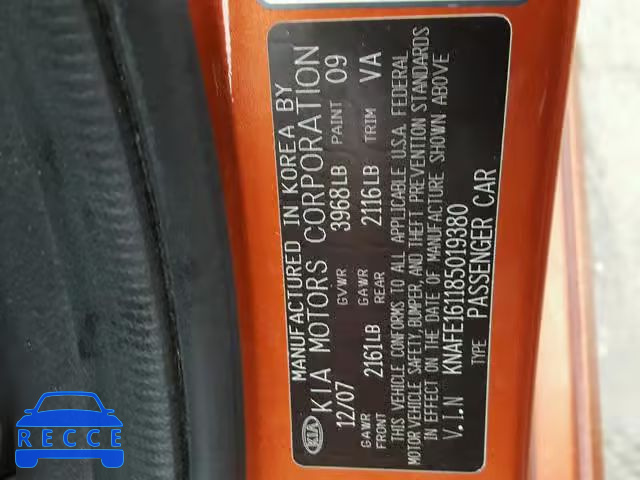 MANUFACTURED IN KOREA BY
KIA KIA MOTORS CORPORATION
12/07 GVWR 3968LB PAINT 09
GAWR FRONT 2161LB GAWR REAR 2116LB TRIM VA
THIS VEHICLE CONFORMS TO ALL APPLICABLE U.S.A. FEDERAL
MOTOR VEHICLE SAFETY, BUMPER, AND THEFT PREVENTION STANDARDS
IN EFFECT ON THE DATE OF MANUFACTURE SHOWN ABOVE
V.I.N KNAFE161185019380
TYPE PASSENGER CAR
RECCE